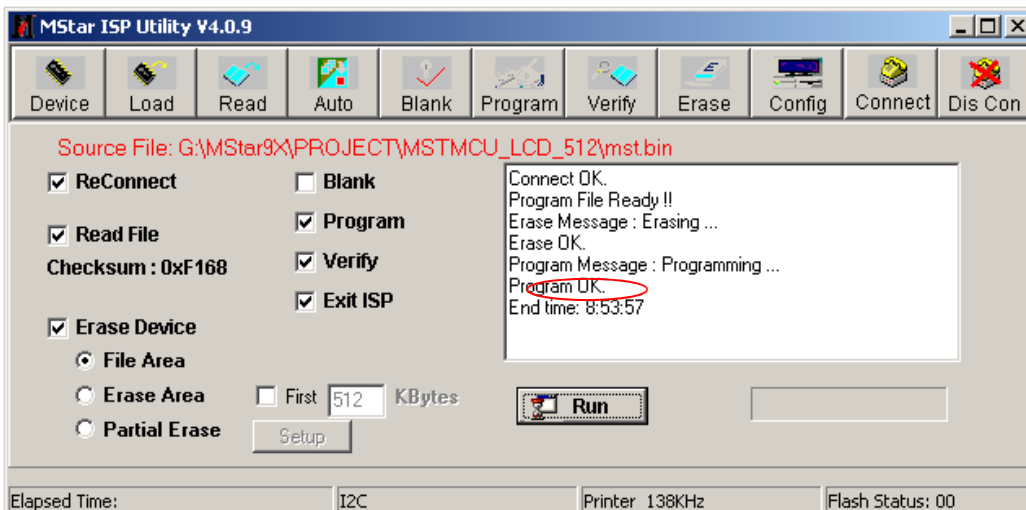 MStar ISP Utility V4.0.9
Device Load Read Auto Blank Program Verify Erase Config Connect Dis Con
Source File: G:\MStar9X\PROJECT\MSTMCU_LCD_512\mst.bin
ReConnect
Read File
Checksum : 0xF168
Erase Device
File Area
Erase Area
Partial Erase
Blank
Program
Verify
Exit ISP
First 512 KBytes
Setup
Connect OK.
Program File Ready !!
Erase Message : Erasing ...
Erase OK.
Program Message : Programming ...
Program OK.
End time: 8:53:57
Run
Elapsed Time: I2C Printer 138KHz Flash Status: 00